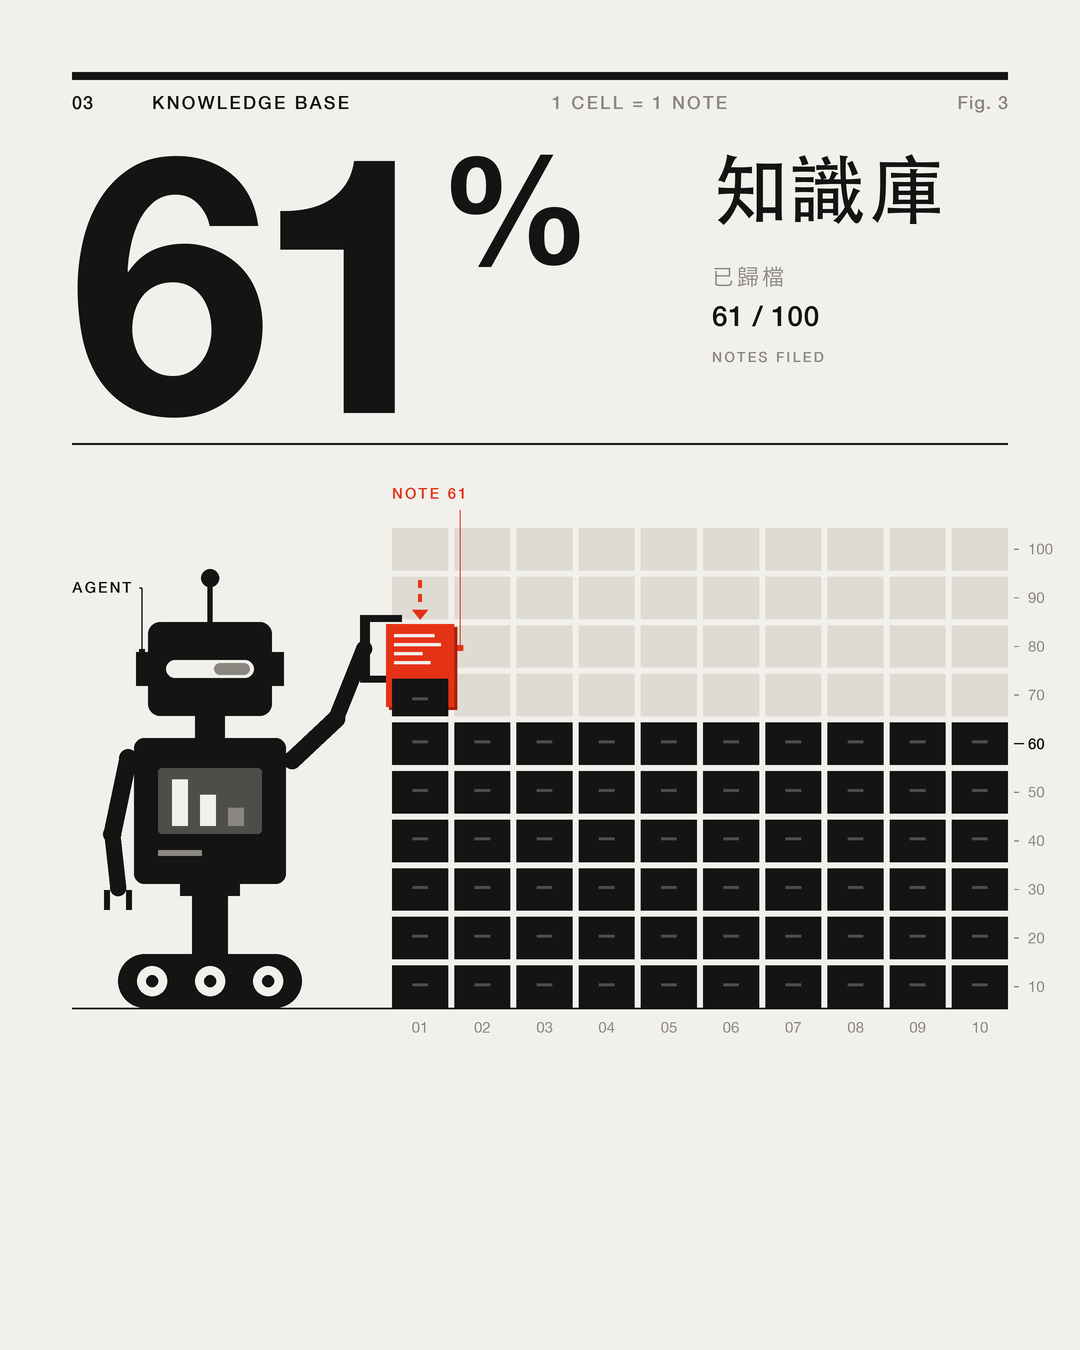 03 KNOWLEDGE BASE 1 CELL = 1 NOTE Fig. 3
61 %
知識庫
已歸檔
61 / 100
NOTES FILED
NOTE 61
AGENT
100
90
80
70
60
50
40
30
20
10
01 02 03 04 05 06 07 08 09 10